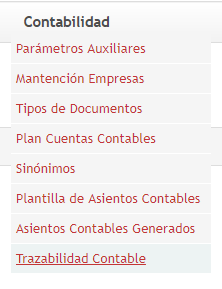 Contabilidad
Parámetros Auxiliares
Mantención Empresas
Tipos de Documentos
Plan Cuentas Contables
Sinónimos
Plantilla de Asientos Contables
Asientos Contables Generados
Trazabilidad Contable